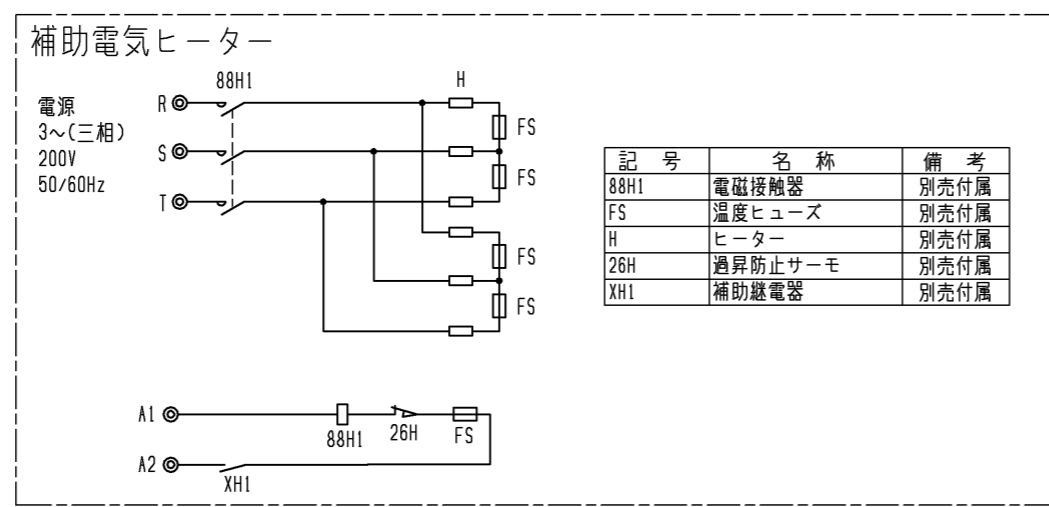 補助電気ヒーター
電源
3~(三相)
200V
50/60Hz
88H1
H
R
S
T
FS
FS
FS
FS
A1
88H1
26H
FS
A2
XH1
記 号 名 称 備 考
88H1 電磁接触器 別売付属
FS 温度ヒューズ 別売付属
H ヒーター 別売付属
26H 過昇防止サーモ 別売付属
XH1 補助継電器 別売付属